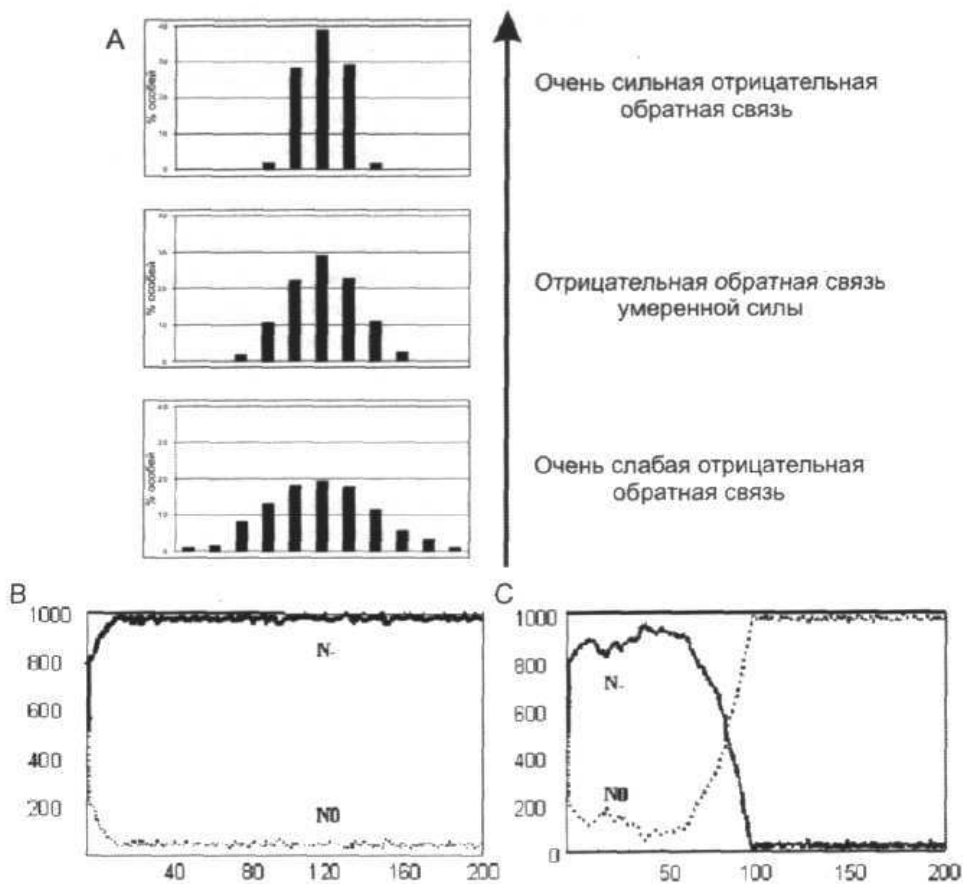 A
% особей
Очень сильная отрицательная
обратная связь
% особей
Отрицательная обратная связь
умеренной силы
% особей
Очень слабая отрицательная
обратная связь
B
1000
800
600
400
200
N-
N0
40
80
120
160
200
C
1000
800
600
400
200
0
N-
N0
50
100
150
200